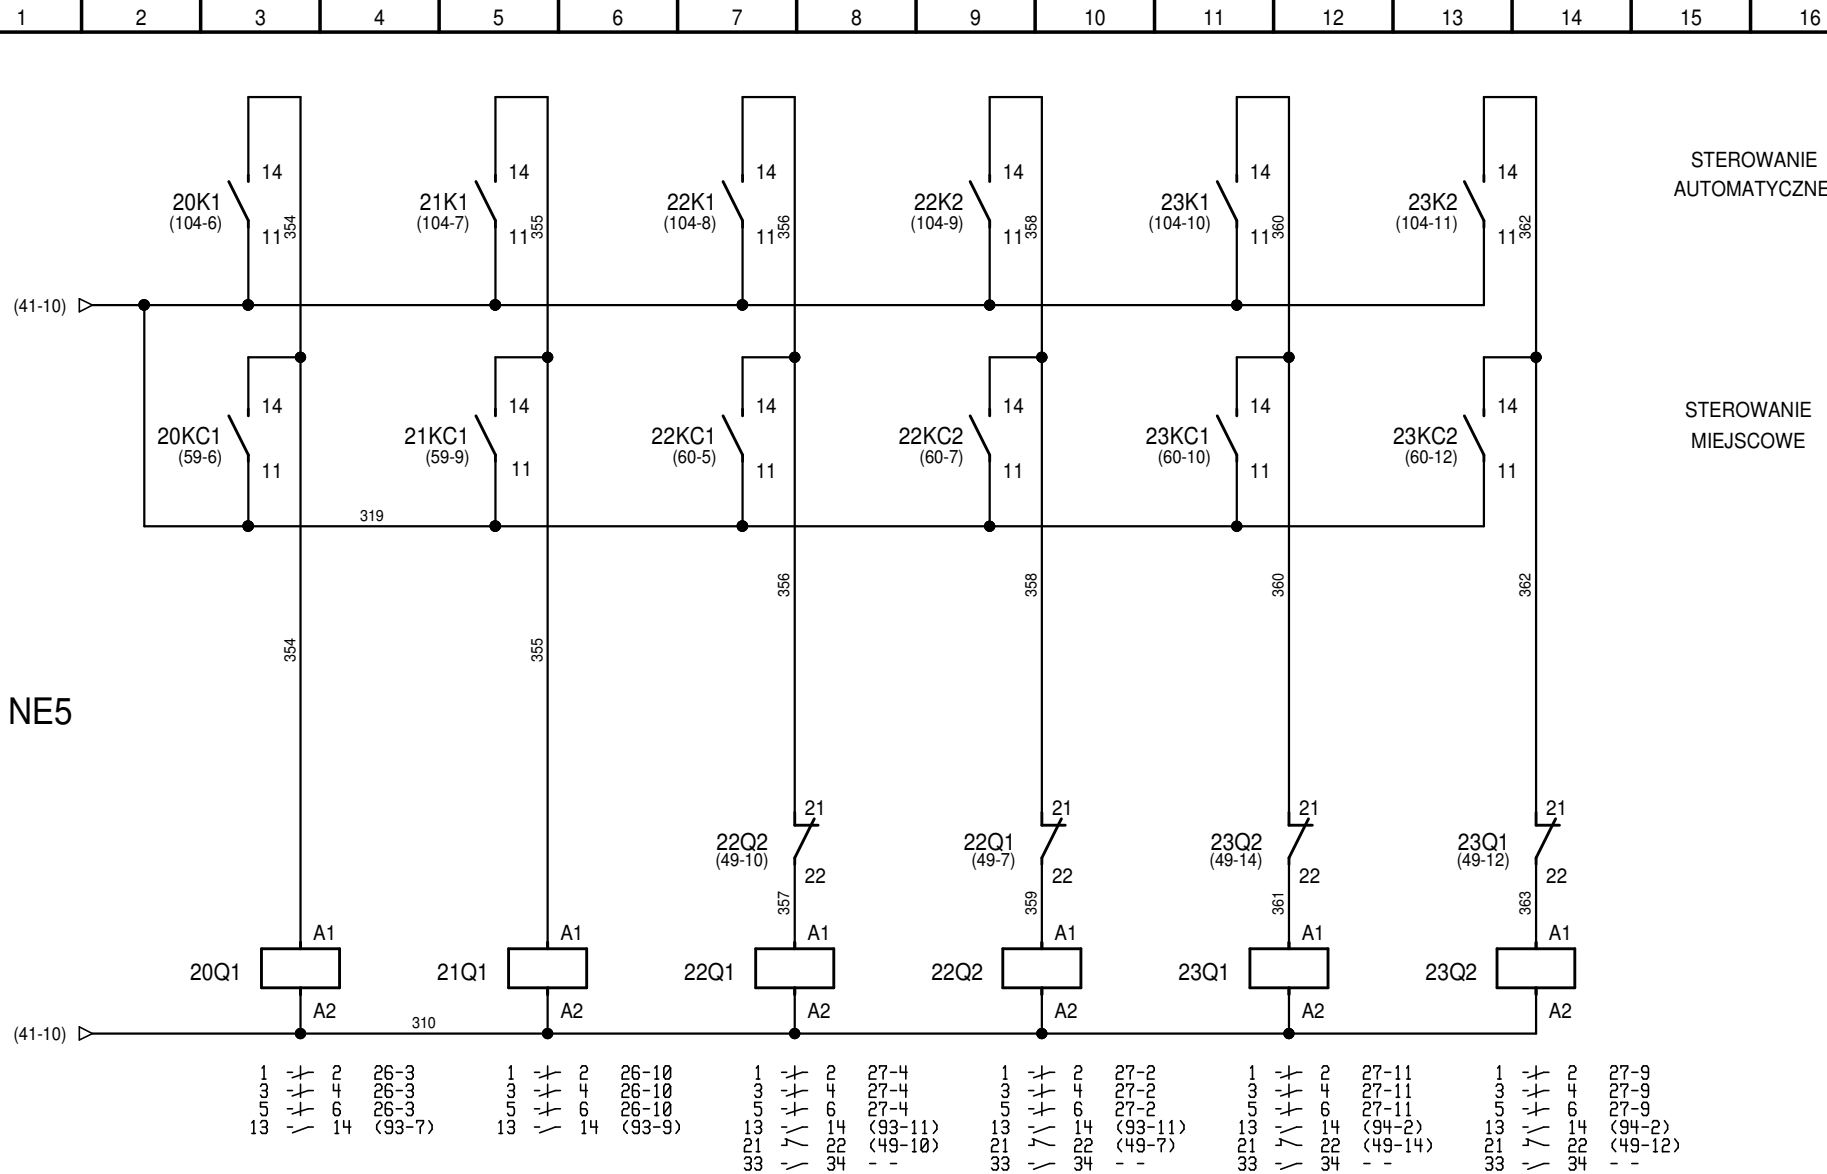 1 2 3 4 5 6 7 8 9 10 11 12 13 14 15 16
14 14 14 14 14 14
STEROWANIE
AUTOMATYCZNE
20K1 21K1 22K1 22K2 23K1 23K2
(104-6) (104-7) (104-8) (104-9) (104-10) (104-11)
11 354 11 355 11 356 11 358 11 360 11 362
(41-10)
14 14 14 14 14 14
STEROWANIE
MIEJSCOWE
20KC1 21KC1 22KC1 22KC2 23KC1 23KC2
(59-6) (59-9) (60-5) (60-7) (60-10) (60-12)
11 11 11 11 11 11
319
356 358 360 362
354 355
NE5
21 21 21 21
22Q2 22Q1 23Q2 23Q1
(49-10) (49-7) (49-14) (49-12)
22 22 22 22
357 359 361 363
A1 A1 A1 A1 A1 A1
20Q1 21Q1 22Q1 22Q2 23Q1 23Q2
A2 A2 A2 A2 A2 A2
(41-10) 310
1 2 26-3 1 2 26-10 1 2 27-4 1 2 27-2 1 2 27-11 1 2 27-9
3 4 26-3 3 4 26-10 3 4 27-4 3 4 27-2 3 4 27-11 3 4 27-9
5 6 26-3 5 6 26-10 5 6 27-4 5 6 27-2 5 6 27-11 5 6 27-9
13 14 (93-7) 13 14 (93-9) 13 14 (93-11) 13 14 (93-11) 13 14 (94-2) 13 14 (94-2)
21 22 (49-10) 21 22 (49-7) 21 22 (49-14) 21 22 (49-12)
33 34 - - 33 34 - - 33 34 - - 33 34 - -